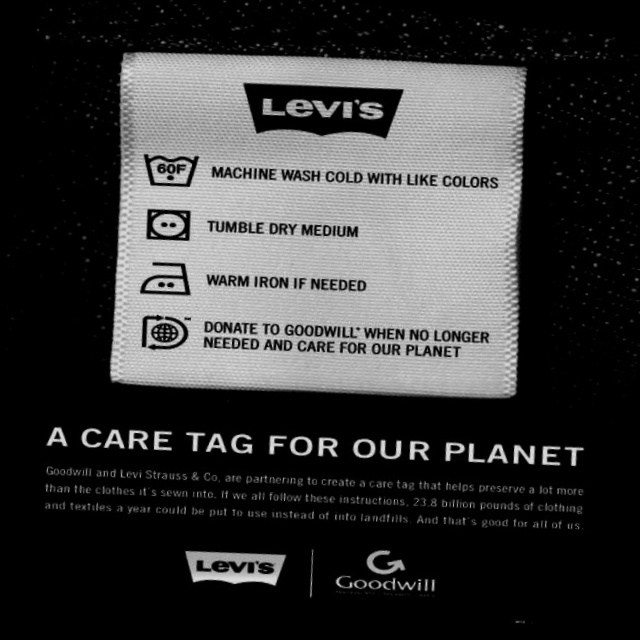 LEVI'S
60F
MACHINE WASH COLD WITH LIKE COLORS
TUMBLE DRY MEDIUM
WARM IRON IF NEEDED
DONATE TO GOODWILL® WHEN NO LONGER
NEEDED AND CARE FOR OUR PLANET
A CARE TAG FOR OUR PLANET
Goodwill and Levi Strauss & Co. are partnering to create a care tag that helps preserve a lot more
than the clothes it's sewn into. If we all follow these instructions, 23.8 billion pounds of clothing
and textiles a year could be put to use instead of into landfills. And that's good for all of us.
LEVI'S
Goodwill